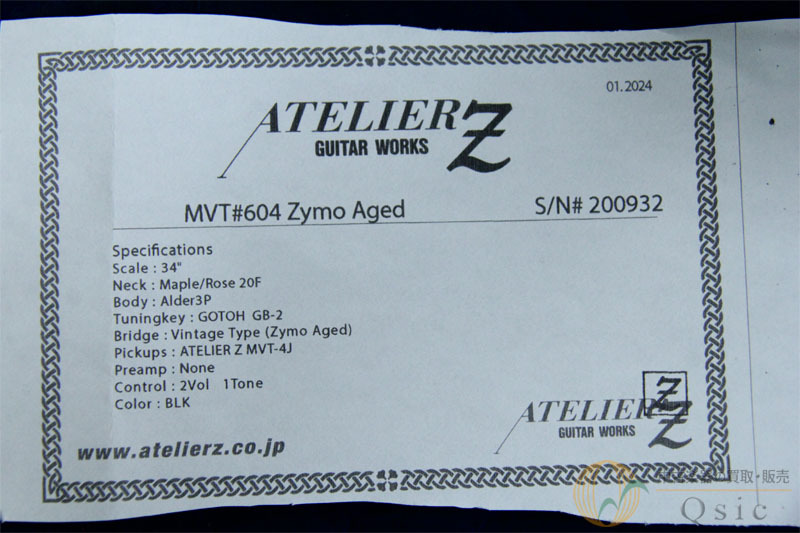 01.2024
ATELIER Z
GUITAR WORKS
MVT#604 Zymo Aged
S/N# 200932
Specifications
Scale : 34"
Neck : Maple/Rose 20F
Body : Alder3P
Tuningkey : GOTOH GB-2
Bridge : Vintage Type (Zymo Aged)
Pickups : ATELIER Z MVT-4J
Preamp : None
Control : 2Vol 1Tone
Color : BLK
Z
ATELIER Z
GUITAR WORKS
www.atelierz.co.jp
の買取・販売
Qsic